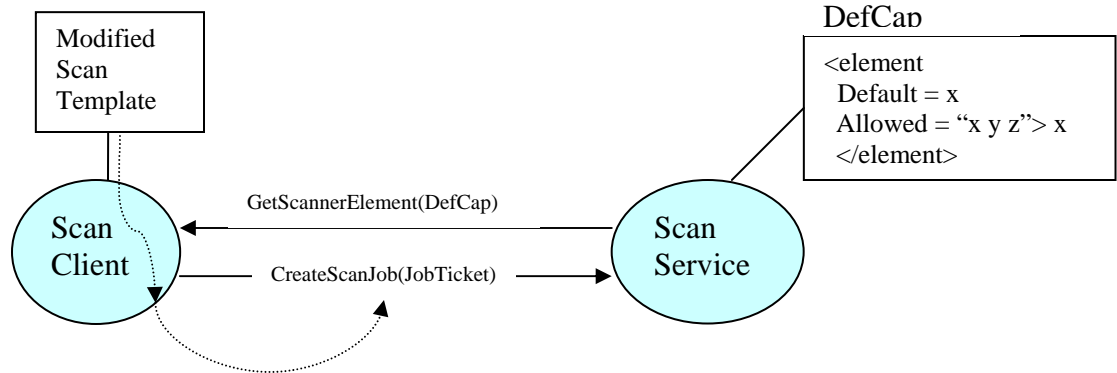 Modified
Scan
Template
DefCap
<element
Default = x
Allowed = “x y z”> x
</element>
GetScannerElement(DefCap)
Scan
Client
Scan
Service
CreateScanJob(JobTicket)